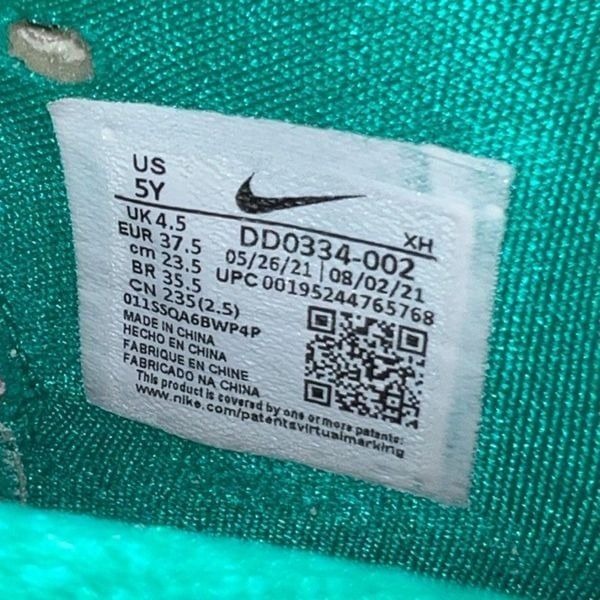 US
5Y
UK 4.5
EUR 37.5
cm 23.5
BR 35.5
CN 235(2.5)
011SSQA6BWP4P
XH
DD0334-002
05/26/21 | 08/02/21
UPC 00195244765768
MADE IN CHINA
HECHO EN CHINA
FABRIQUE EN CHINE
FABRICADO NA CHINA
This product is covered by one or more patents:
www.nike.com/patentsvirtualmarking